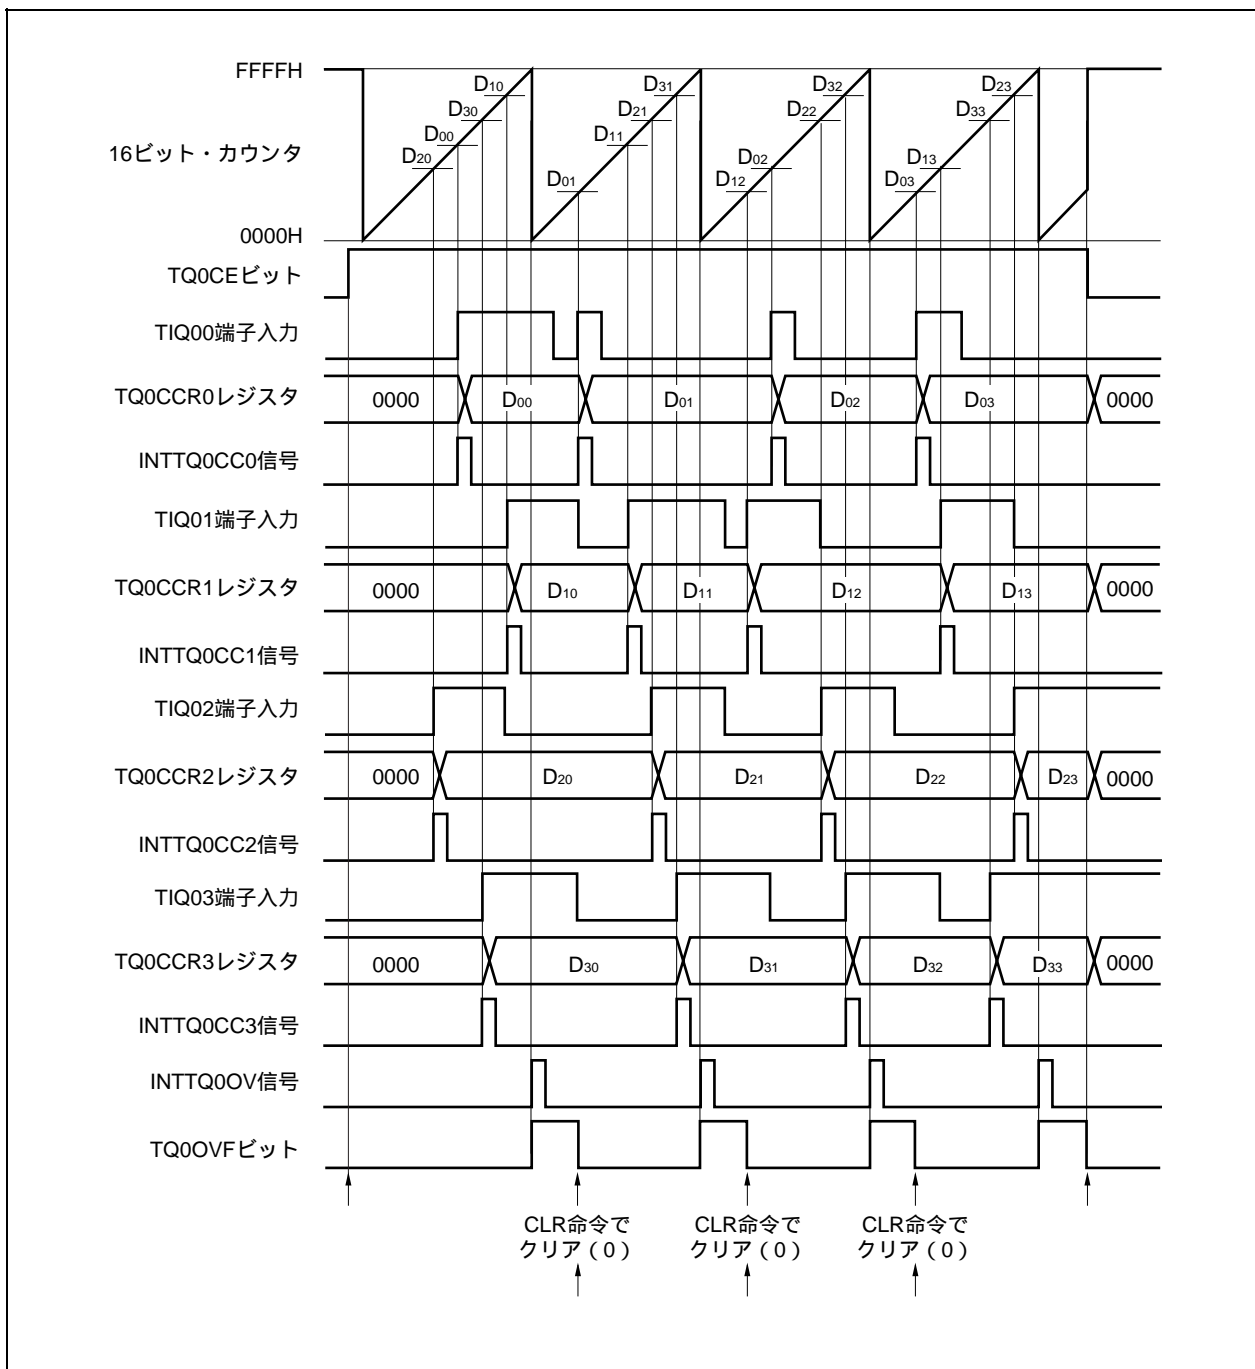 FFFFH
D10 D31 D32 D23
D30 D21 D22 D33
D00 D11
16ビット・カウンタ
D20 D02 D13
D01 D12 D03
0000H
TQ0CEビット
TIQ00端子入力
TQ0CCR0レジスタ 0000 D00 D01 D02 D03 0000
INTTQ0CC0信号
TIQ01端子入力
TQ0CCR1レジスタ 0000 D10 D11 D12 D13 0000
INTTQ0CC1信号
TIQ02端子入力
TQ0CCR2レジスタ 0000 D20 D21 D22 D23 0000
INTTQ0CC2信号
TIQ03端子入力
TQ0CCR3レジスタ 0000 D30 D31 D32 D33 0000
INTTQ0CC3信号
INTTQ0OV信号
TQ0OVFビット
CLR命令で
クリア(0)
CLR命令で
クリア(0)
CLR命令で
クリア(0)